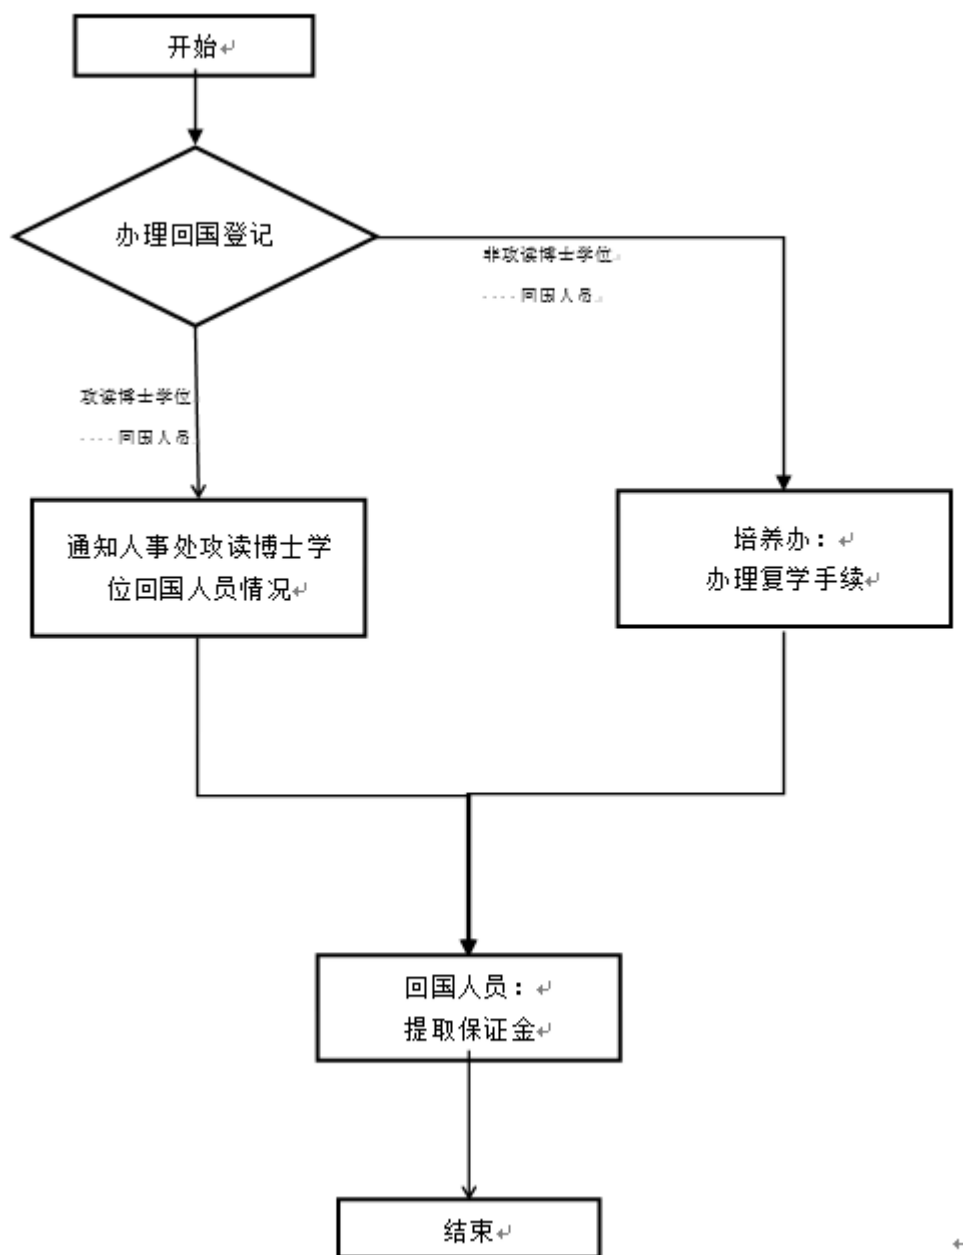 开始
办理回国登记
非攻读博士学位
----回国人员
攻读博士学位
----回国人员
通知人事处攻读博士学
位回国人员情况
培养办：
办理复学手续
回国人员：
提取保证金
结束